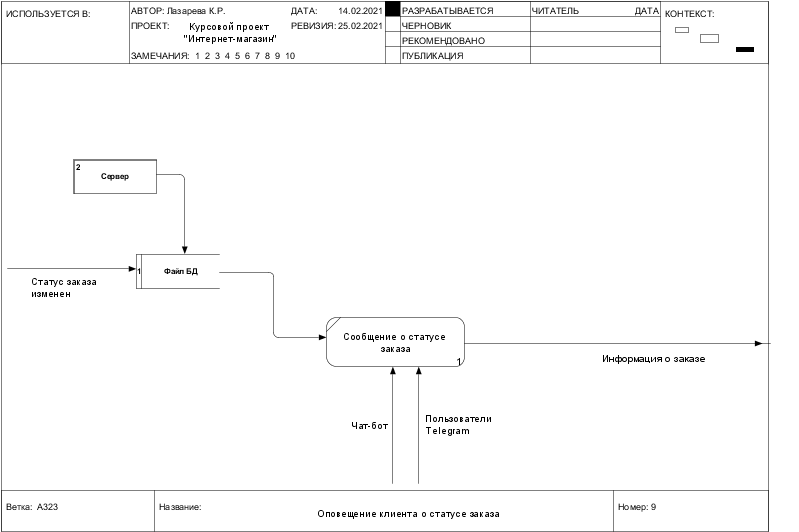 ИСПОЛЬЗУЕТСЯ В:
АВТОР: Лазарева К.Р.
ДАТА: 14.02.2021
РАЗРАБАТЫВАЕТСЯ
ЧИТАТЕЛЬ
ДАТА
КОНТЕКСТ:
ПРОЕКТ: Курсовой проект
"Интернет-магазин"
РЕВИЗИЯ: 25.02.2021
ЧЕРНОВИК
РЕКОМЕНДОВАНО
ЗАМЕЧАНИЯ: 1 2 3 4 5 6 7 8 9 10
ПУБЛИКАЦИЯ
2
Сервер
1
Файл БД
Статус заказа
изменен
Сообщение о статусе
заказа
1
Информация о заказе
Чат-бот
Пользователи
Telegram
Ветка: A323
Название:
Оповещение клиента о статусе заказа
Номер: 9